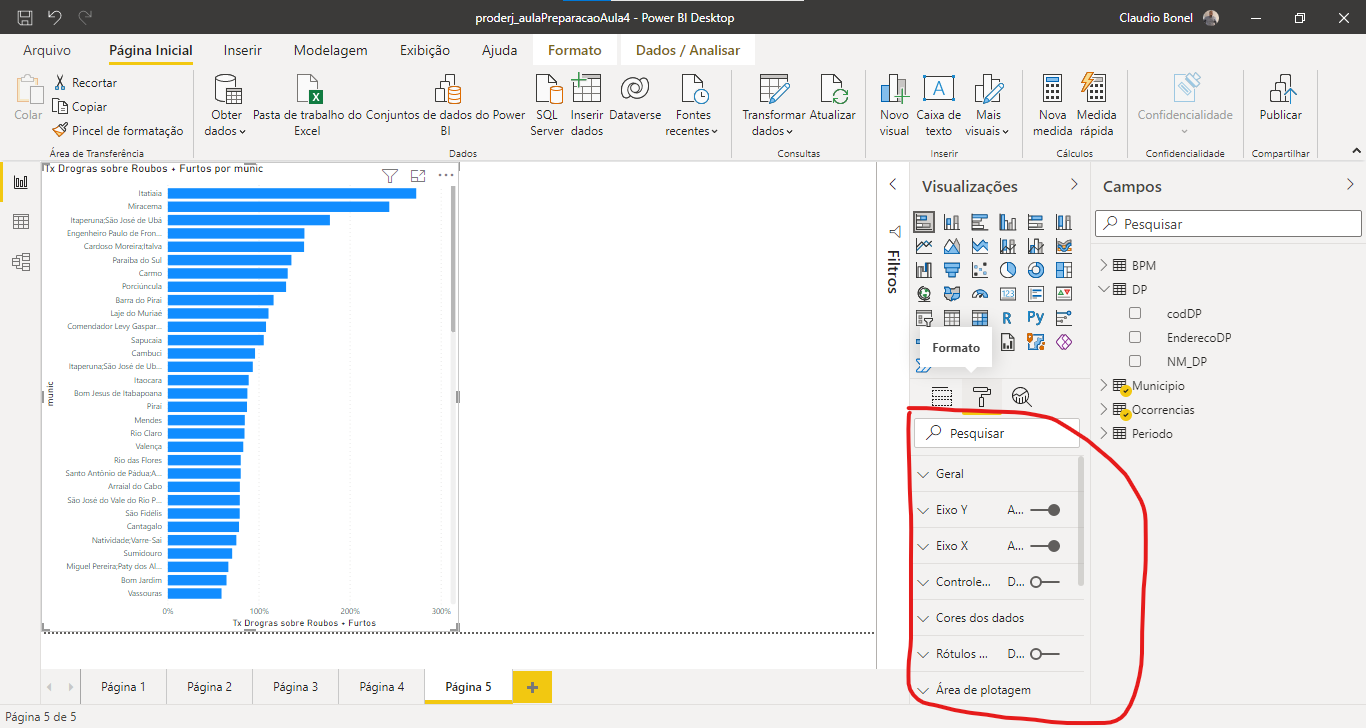 proderj_aulaPreparacaoAula4 - Power BI Desktop
Claudio Bonel
Arquivo
Página Inicial
Inserir
Modelagem
Exibição
Ajuda
Formato
Dados / Analisar
Colar
Recortar
Copiar
Pincel de formatação
Área de Transferência
Obter
dados
Pasta de trabalho do
Excel
Conjuntos de dados do Power
BI
SQL
Server
Inserir
dados
Dataverse
Fontes
recentes
Dados
Transformar
dados
Atualizar
Consultas
Novo
visual
Caixa de
texto
Mais
visuais
Inserir
Nova
medida
Medida
rápida
Cálculos
Confidencialidade
Confidencialidade
Publicar
Compartilhar
Tx Drogras sobre Roubos + Furtos por munic
munic
Itatiaia
Miracema
Itaperuna;São José de Ubá
Engenheiro Paulo de Fron...
Cardoso Moreira;Italva
Paraíba do Sul
Carmo
Porciúncula
Barra do Piraí
Laje do Muriaé
Comendador Levy Gaspar...
Sapucaia
Cambuci
Itaperuna;São José de Ub...
Itaocara
Bom Jesus de Itabapoana
Piraí
Mendes
Rio Claro
Valença
Rio das Flores
Santo Antônio de Pádua;A...
Arraial do Cabo
São José do Vale do Rio P...
São Fidélis
Cantagalo
Natividade;Varre-Sai
Sumidouro
Miguel Pereira;Paty dos Al...
Bom Jardim
Vassouras
0% 100% 200% 300%
Tx Drogras sobre Roubos + Furtos
Filtros
Visualizações
123
R
Py
Formato
Pesquisar
Geral
Eixo Y A...
Eixo X A...
Controle... D...
Cores dos dados
Rótulos ... D...
Área de plotagem
Campos
Pesquisar
BPM
DP
codDP
EnderecoDP
NM_DP
Municipio
Ocorrencias
Periodo
Página 1
Página 2
Página 3
Página 4
Página 5
Página 5 de 5